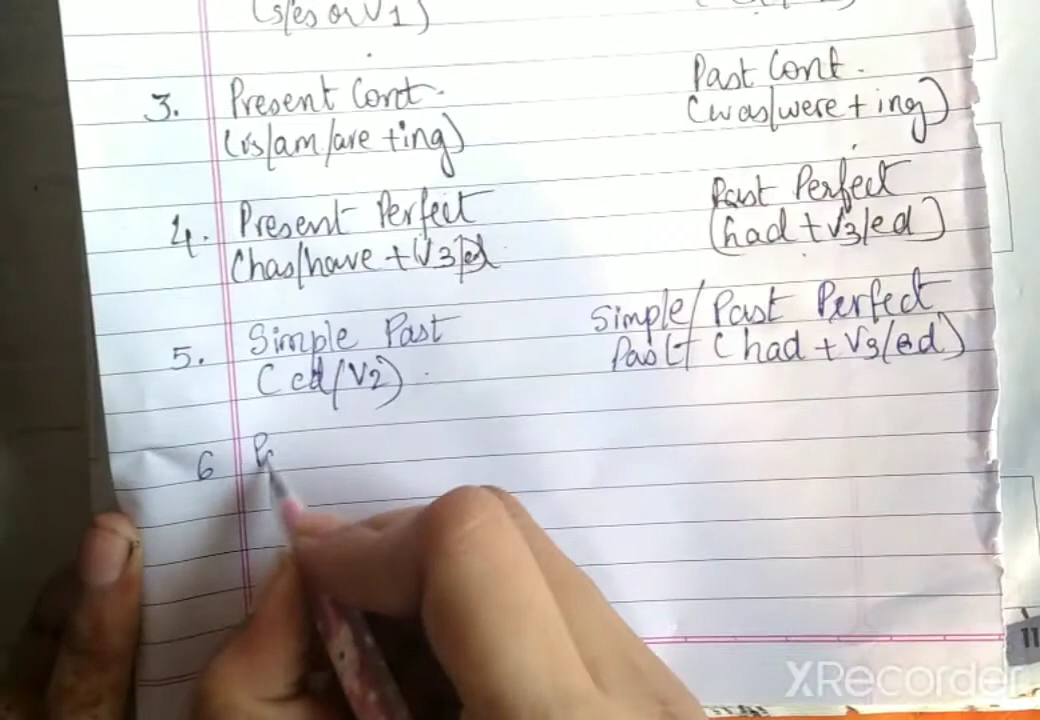 (s/es or V1)
3. Present Cont. Past Cont.
(is/am/are +ing) (was/were + ing)
4. Present Perfect Past Perfect
(has/have + V3/ed (had + V3/ed)
5. Simple Past Simple/ Past Perfect
(ed/V2) Past (had + V3/ed)
6
11
XRecorder